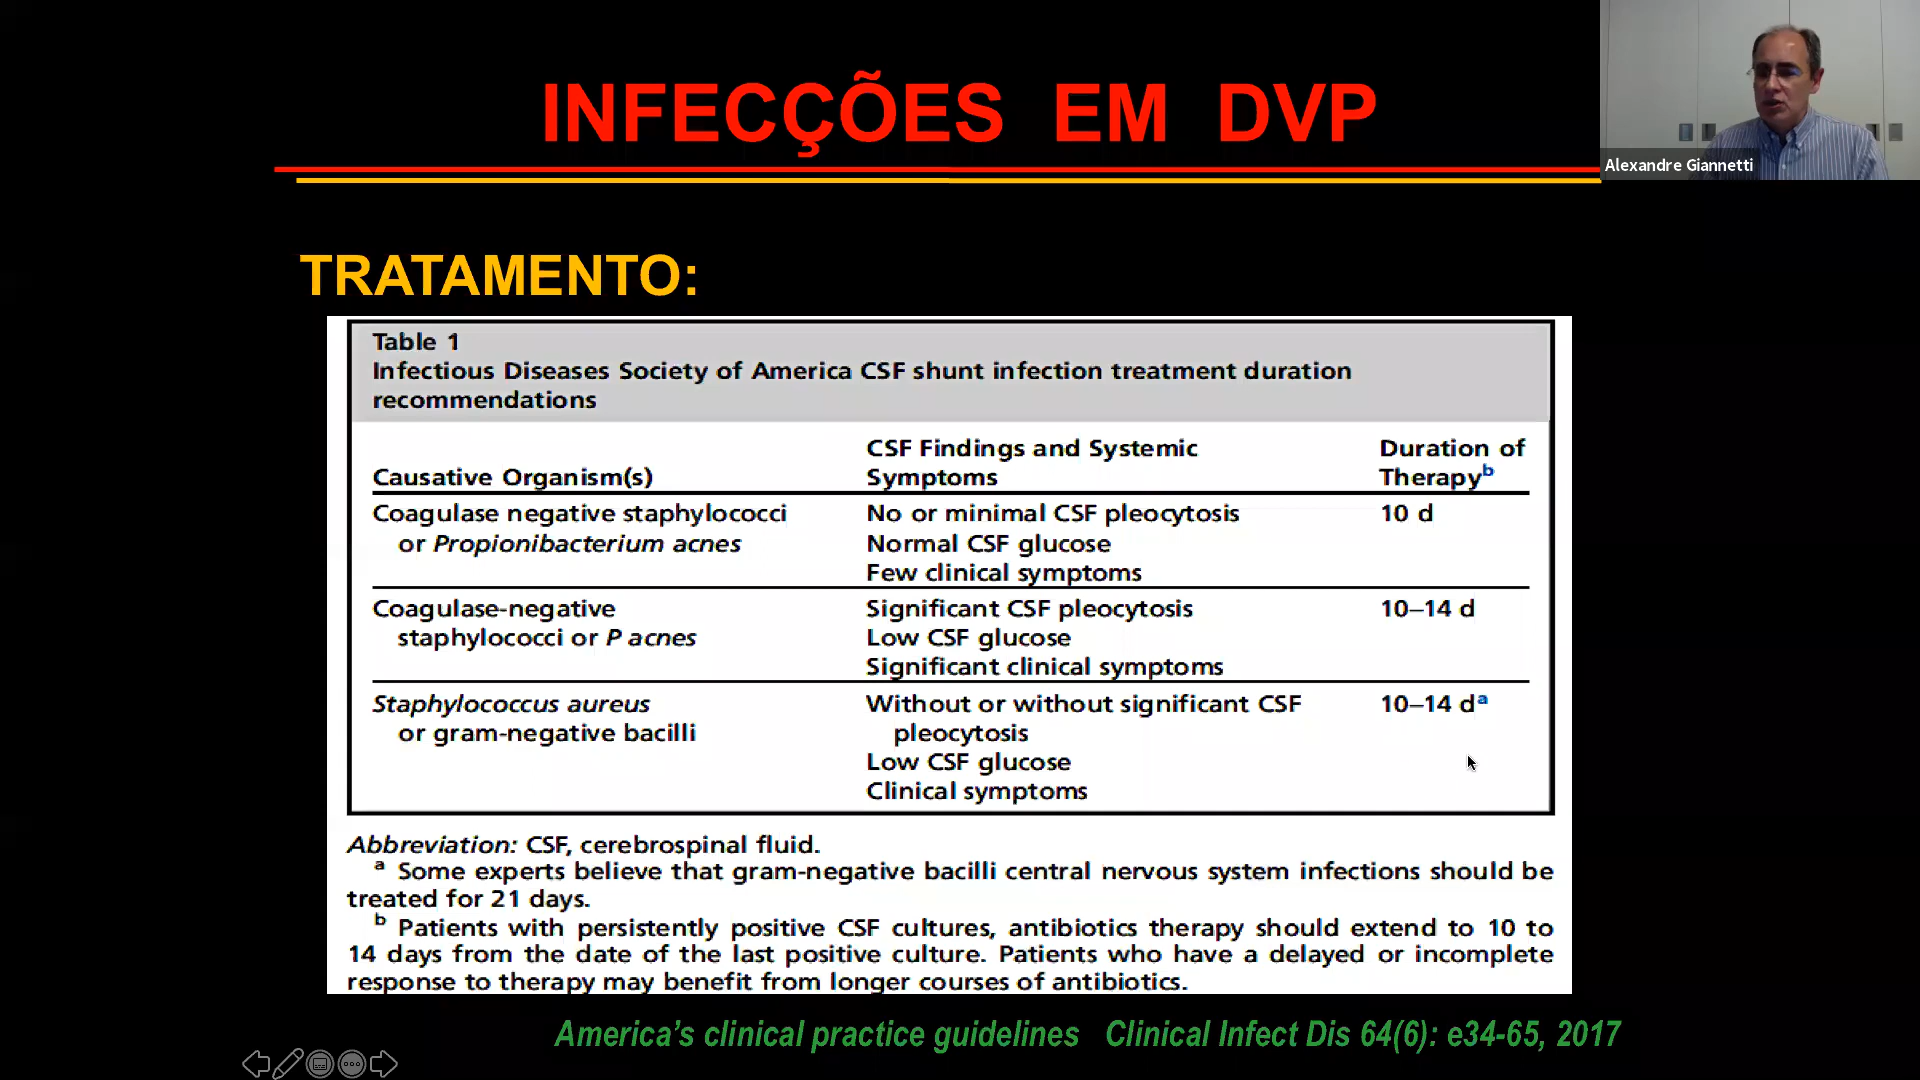 INFECÇÕES EM DVP
Alexandre Giannetti
TRATAMENTO:
Table 1
Infectious Diseases Society of America CSF shunt infection treatment duration
recommendations
CSF Findings and Systemic Duration of
Causative Organism(s) Symptoms Therapyᵇ
Coagulase negative staphylococci No or minimal CSF pleocytosis 10 d
or Propionibacterium acnes Normal CSF glucose
Few clinical symptoms
Coagulase-negative Significant CSF pleocytosis 10–14 d
staphylococci or P acnes Low CSF glucose
Significant clinical symptoms
Staphylococcus aureus Without or without significant CSF 10–14 dᵃ
or gram-negative bacilli pleocytosis
Low CSF glucose
Clinical symptoms
Abbreviation: CSF, cerebrospinal fluid.
ᵃ Some experts believe that gram-negative bacilli central nervous system infections should be
treated for 21 days.
ᵇ Patients with persistently positive CSF cultures, antibiotics therapy should extend to 10 to
14 days from the date of the last positive culture. Patients who have a delayed or incomplete
response to therapy may benefit from longer courses of antibiotics.
America's clinical practice guidelines Clinical Infect Dis 64(6): e34-65, 2017